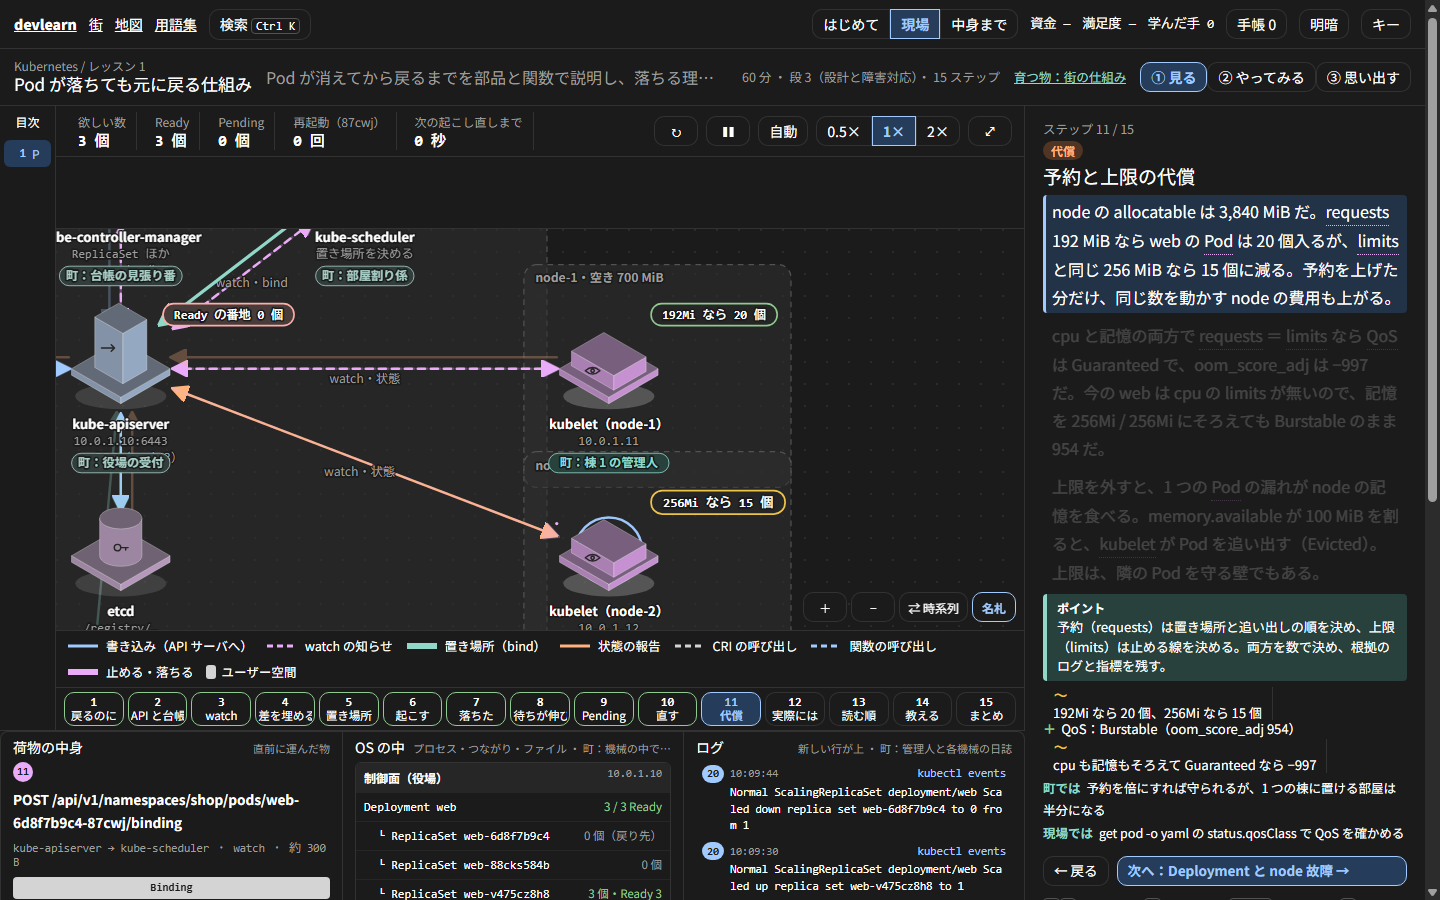 devlearn 街 地図 用語集 検索 Ctrl K はじめて 現場 中身まで 資金 − 満足度 − 学んだ手 0 手帳 0 明暗 キー
Kubernetes / レッスン 1
Pod が落ちても元に戻る仕組み Pod が消えてから戻るまでを部品と関数で説明し、落ちる理… 60 分 ・ 段 3（設計と障害対応）・ 15 ステップ 育つ物：街の仕組み ① 見る ② やってみる ③ 思い出す
目次
1 P
欲しい数 Ready Pending 再起動（87cwj） 次の起こし直しまで
3 個 3 個 0 個 0 回 0 秒
↻ 自動 0.5× 1× 2× ⤢
be-controller-manager kube-scheduler
ReplicaSet ほか 置き場所を決める
町：台帳の見張り番 町：部屋割り係
watch・bind
node-1・空き 700 MiB
Ready の番地 0 個
192Mi なら 20 個
watch・状態
kube-apiserver
10.0.1.10:6443
町：役場の受付
kubelet（node-1）
10.0.1.11
町：棟１の管理人
no
watch・状態
256Mi なら 15 個
etcd
/registry/
kubelet（node-2）
10.0.1.12
＋ − ⇄ 時系列 名札
書き込み（API サーバへ） watch の知らせ 置き場所（bind） 状態の報告 CRI の呼び出し 関数の呼び出し
止める・落ちる ユーザー空間
1 2 3 4 5 6 7 8 9 10 11 12 13 14 15
戻るのに API と台帳 watch 差を埋める 置き場所 起こす 落ちた 待ちが伸び Pending 直す 代償 実際には 読む順 教える まとめ
荷物の中身 直前に運んだ物
11
POST /api/v1/namespaces/shop/pods/web-
6d8f7b9c4-87cwj/binding
kube-apiserver → kube-scheduler ・ watch ・ 約 300
B
Binding
OS の中 プロセス・つながり・ファイル ・ 町：機械の中で…
制御面（役場） 10.0.1.10
Deployment web 3 / 3 Ready
└ ReplicaSet web-6d8f7b9c4 0 個（戻り先）
└ ReplicaSet web-88cks584b 0 個
└ ReplicaSet web-v475cz8h8 3 個・Ready 3
ログ 新しい行が上 ・ 町：管理人と各機械の日誌
20 10:09:44 kubectl events
Normal ScalingReplicaSet deployment/web Sca
led down replica set web-6d8f7b9c4 to 0 fro
m 1
20 10:09:30 kubectl events
Normal ScalingReplicaSet deployment/web Sca
led up replica set web-v475cz8h8 to 1
ステップ 11 / 15
代償
予約と上限の代償
node の allocatable は 3,840 MiB だ。requests
192 MiB なら web の Pod は 20 個入るが、limits
と同じ 256 MiB なら 15 個に減る。予約を上げた
分だけ、同じ数を動かす node の費用も上がる。
cpu と記憶の両方で requests ＝ limits なら QoS
は Guaranteed で、oom_score_adj は −997
だ。今の web は cpu の limits が無いので、記憶
を 256Mi / 256Mi にそろえても Burstable のまま
954 だ。
上限を外すと、1 つの Pod の漏れが node の記
憶を食べる。memory.available が 100 MiB を割
ると、kubelet が Pod を追い出す（Evicted）。
上限は、隣の Pod を守る壁でもある。
ポイント
予約（requests）は置き場所と追い出しの順を決め、上限
（limits）は止める線を決める。両方を数で決め、根拠の
ログと指標を残す。
〜
192Mi なら 20 個、256Mi なら 15 個
＋ QoS：Burstable（oom_score_adj 954）
〜
cpu も記憶もそろえて Guaranteed なら −997
町では 予約を倍にすれば守られるが、1 つの棟に置ける部屋は
半分になる
現場では get pod -o yaml の status.qosClass で QoS を確かめる
← 戻る 次へ：Deployment と node 故障 →